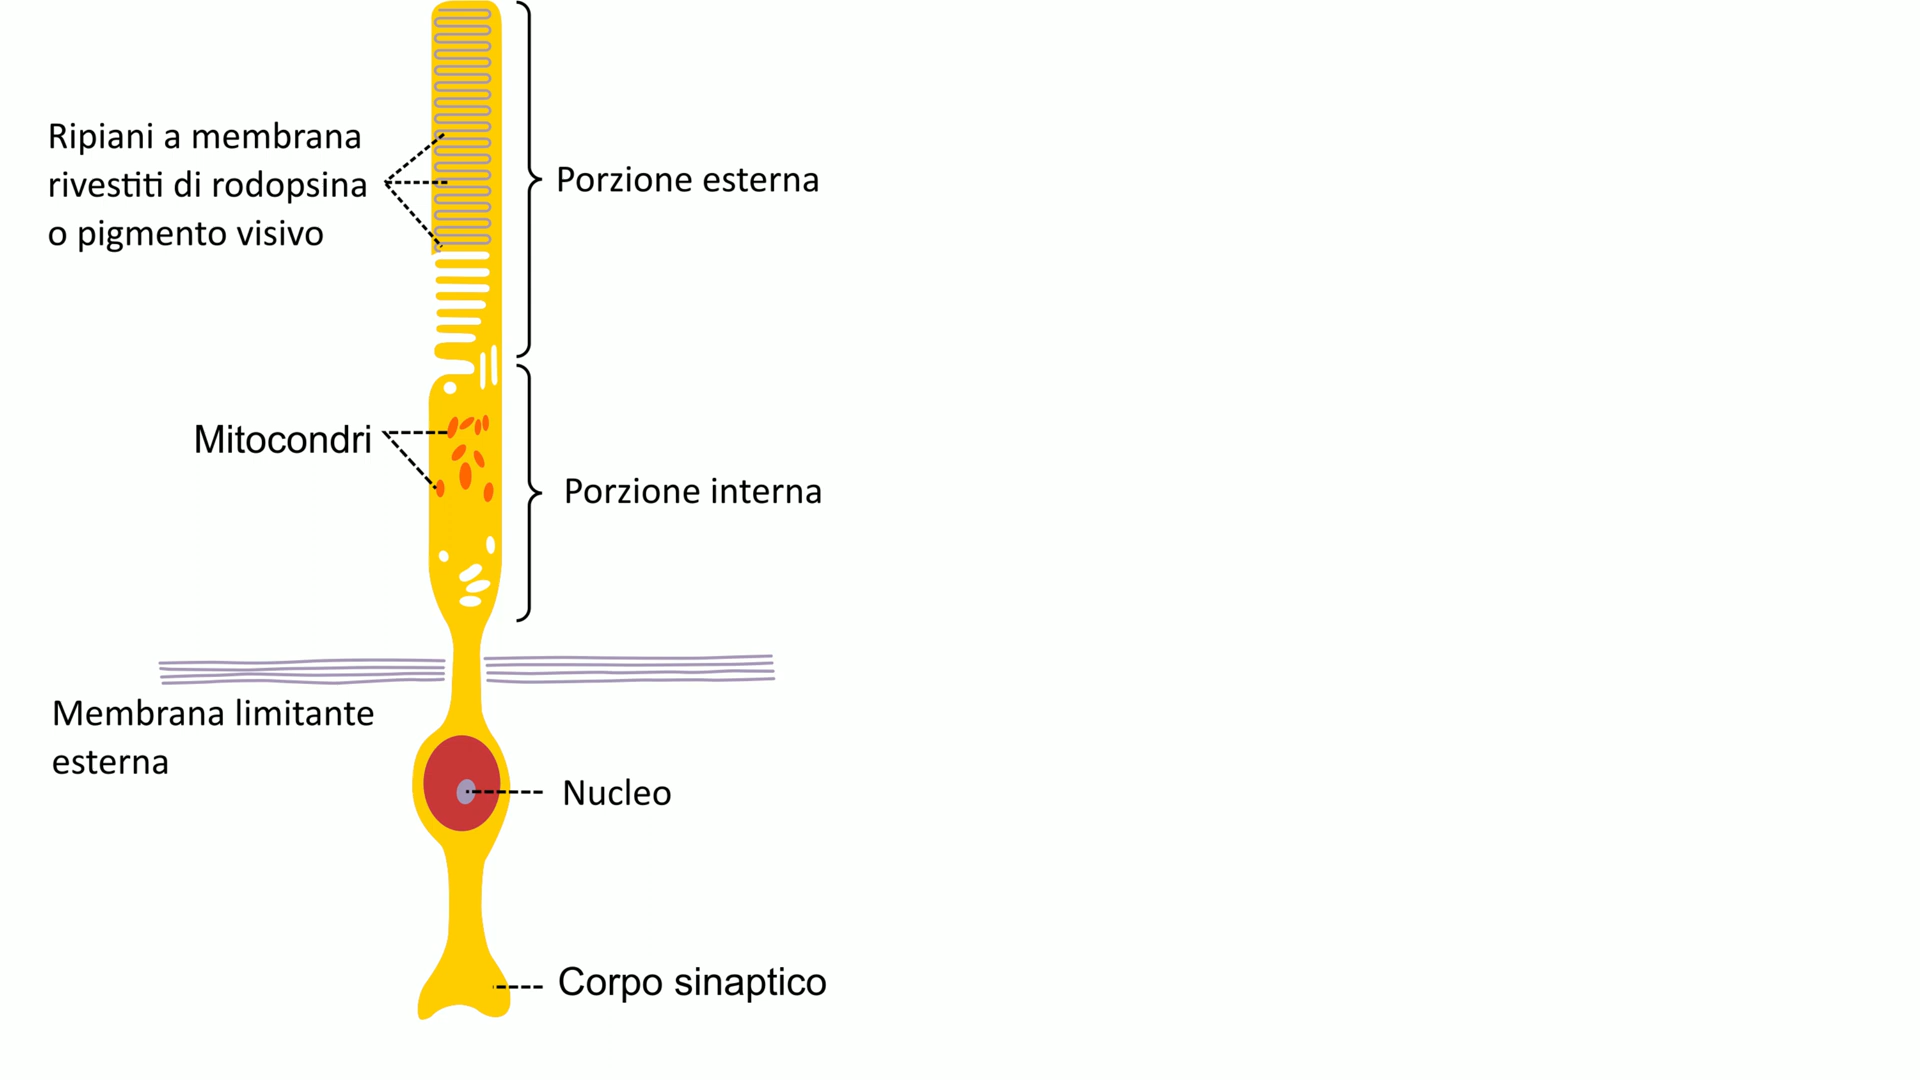 Ripiani a membrana
rivestiti di rodopsina
o pigmento visivo
Porzione esterna
Mitocondri
Porzione interna
Membrana limitante
esterna
Nucleo
Corpo sinaptico